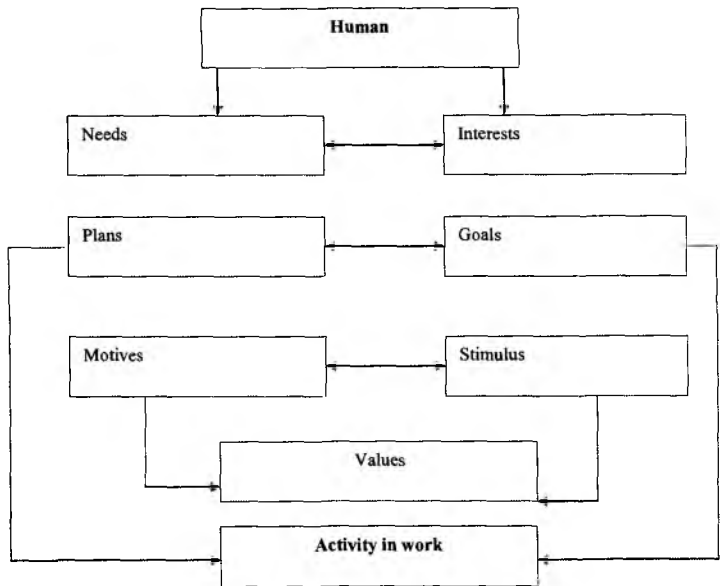 Human
Needs
Interests
Plans
Goals
Motives
Stimulus
Values
Activity in work